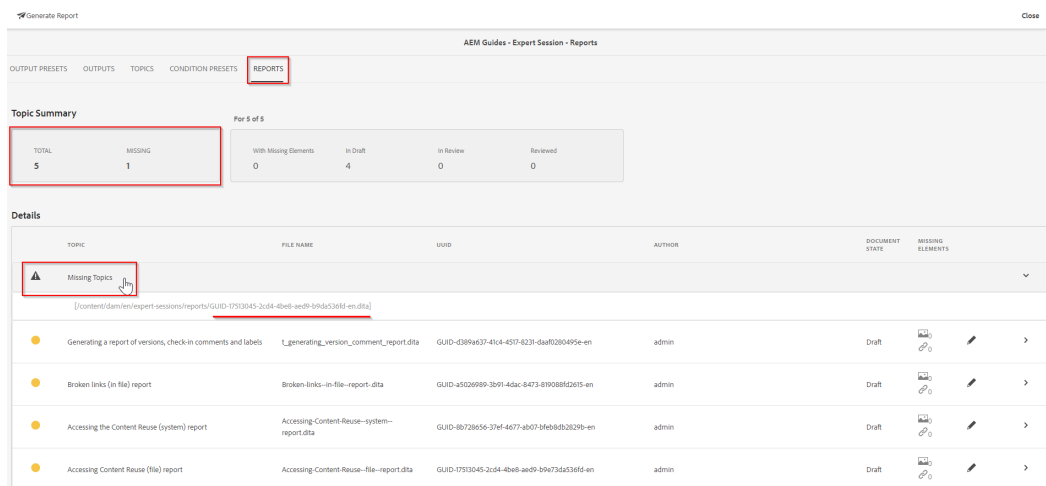 Generate Report
Close
AEM Guides - Expert Session - Reports
OUTPUT PRESETS OUTPUTS TOPICS CONDITION PRESETS REPORTS
Topic Summary
For 5 of 5
TOTAL MISSING With Missing Elements In Draft In Review Reviewed
5 1 0 4 0 0
Details
TOPIC FILE NAME UUID AUTHOR DOCUMENT STATE MISSING ELEMENTS
Missing Topics
[/content/dam/en/expert-sessions/reports/GUID-17513045-2cd4-4be8-aed9-b9da536fd-en.dita]
Generating a report of versions, check-in comments and labels t_generating_version_comment_report.dita GUID-d389a637-41c4-4517-8231-daaf0280495e-en admin Draft 0
0
Broken links (in file) report Broken-links--in-file--report-.dita GUID-a5026989-3b91-4dac-8473-819088fd2615-en admin Draft 0
0
Accessing the Content Reuse (system) report Accessing-Content-Reuse--system--report.dita GUID-8b728656-37ef-4677-ab07-bfeb8db2829b-en admin Draft 0
0
Accessing Content Reuse (file) report Accessing-Content-Reuse--file--report.dita GUID-17513045-2cd4-4be8-aed9-b9e73da536fd-en admin Draft 0
0